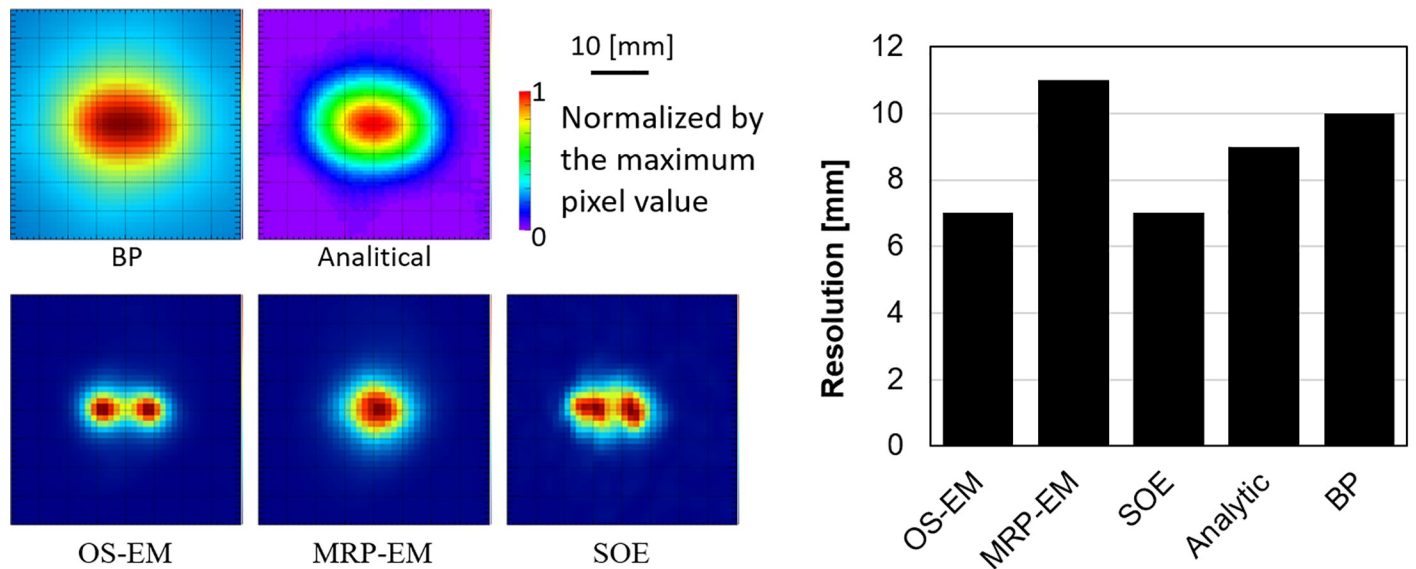 BP
Analitical
10 [mm]
1
0
Normalized by
the maximum
pixel value
OS-EM
MRP-EM
SOE
Resolution [mm]
12
10
8
6
4
2
0
OS-EM
MRP-EM
SOE
Analytic
BP